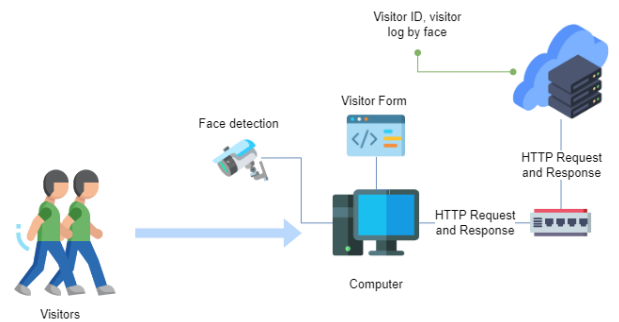 Visitor ID, visitor
log by face
Visitor Form
</>
Face detection
HTTP Request
and Response
HTTP Request
and Response
Computer
Visitors